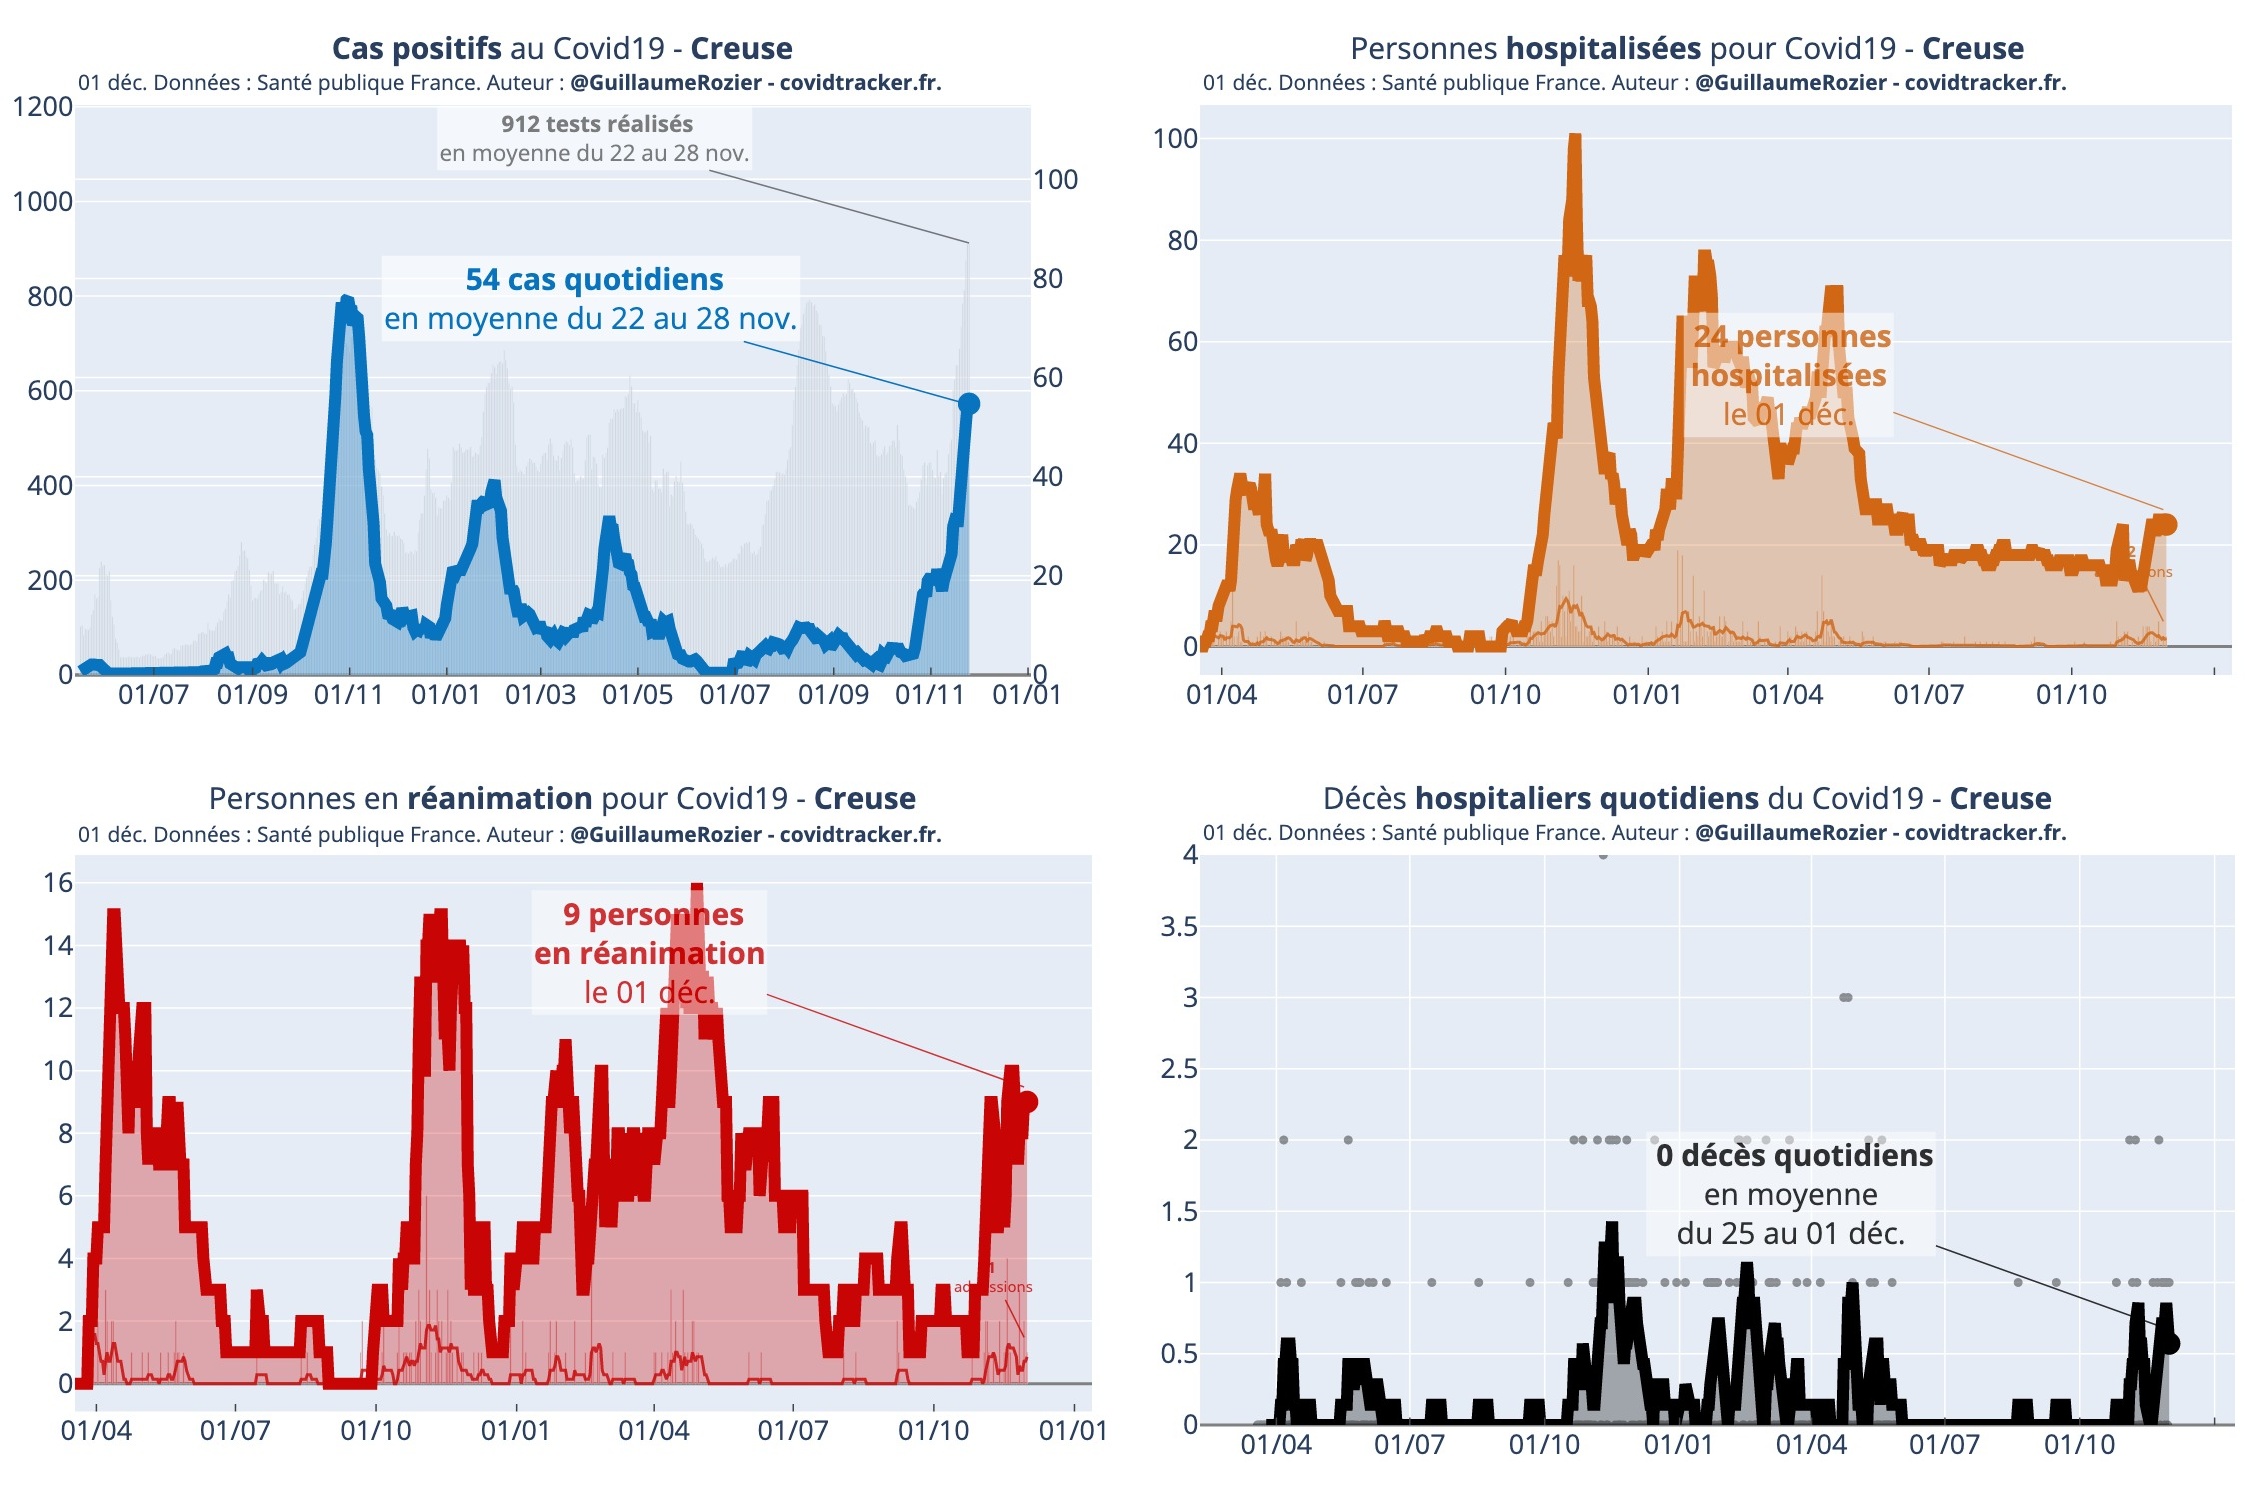 Cas positifs au Covid19 - Creuse
01 déc. Données : Santé publique France. Auteur : @GuillaumeRozier - covidtracker.fr.
1200
1000
800
600
400
200
0
912 tests réalisés
en moyenne du 22 au 28 nov.
54 cas quotidiens
en moyenne du 22 au 28 nov.
100
80
60
40
20
0
01/07 01/09 01/11 01/01 01/03 01/05 01/07 01/09 01/11 01/01
Personnes hospitalisées pour Covid19 - Creuse
01 déc. Données : Santé publique France. Auteur : @GuillaumeRozier - covidtracker.fr.
100
80
60
40
20
0
24 personnes
hospitalisées
le 01 déc.
2
01/04 01/07 01/10 01/01 01/04 01/07 01/10
Personnes en réanimation pour Covid19 - Creuse
01 déc. Données : Santé publique France. Auteur : @GuillaumeRozier - covidtracker.fr.
16
14
12
10
8
6
4
2
0
9 personnes
en réanimation
le 01 déc.
1
admissions
01/04 01/07 01/10 01/01 01/04 01/07 01/10 01/01
Décès hospitaliers quotidiens du Covid19 - Creuse
01 déc. Données : Santé publique France. Auteur : @GuillaumeRozier - covidtracker.fr.
4
3.5
3
2.5
2
1.5
1
0.5
0
0 décès quotidiens
en moyenne
du 25 au 01 déc.
01/04 01/07 01/10 01/01 01/04 01/07 01/10